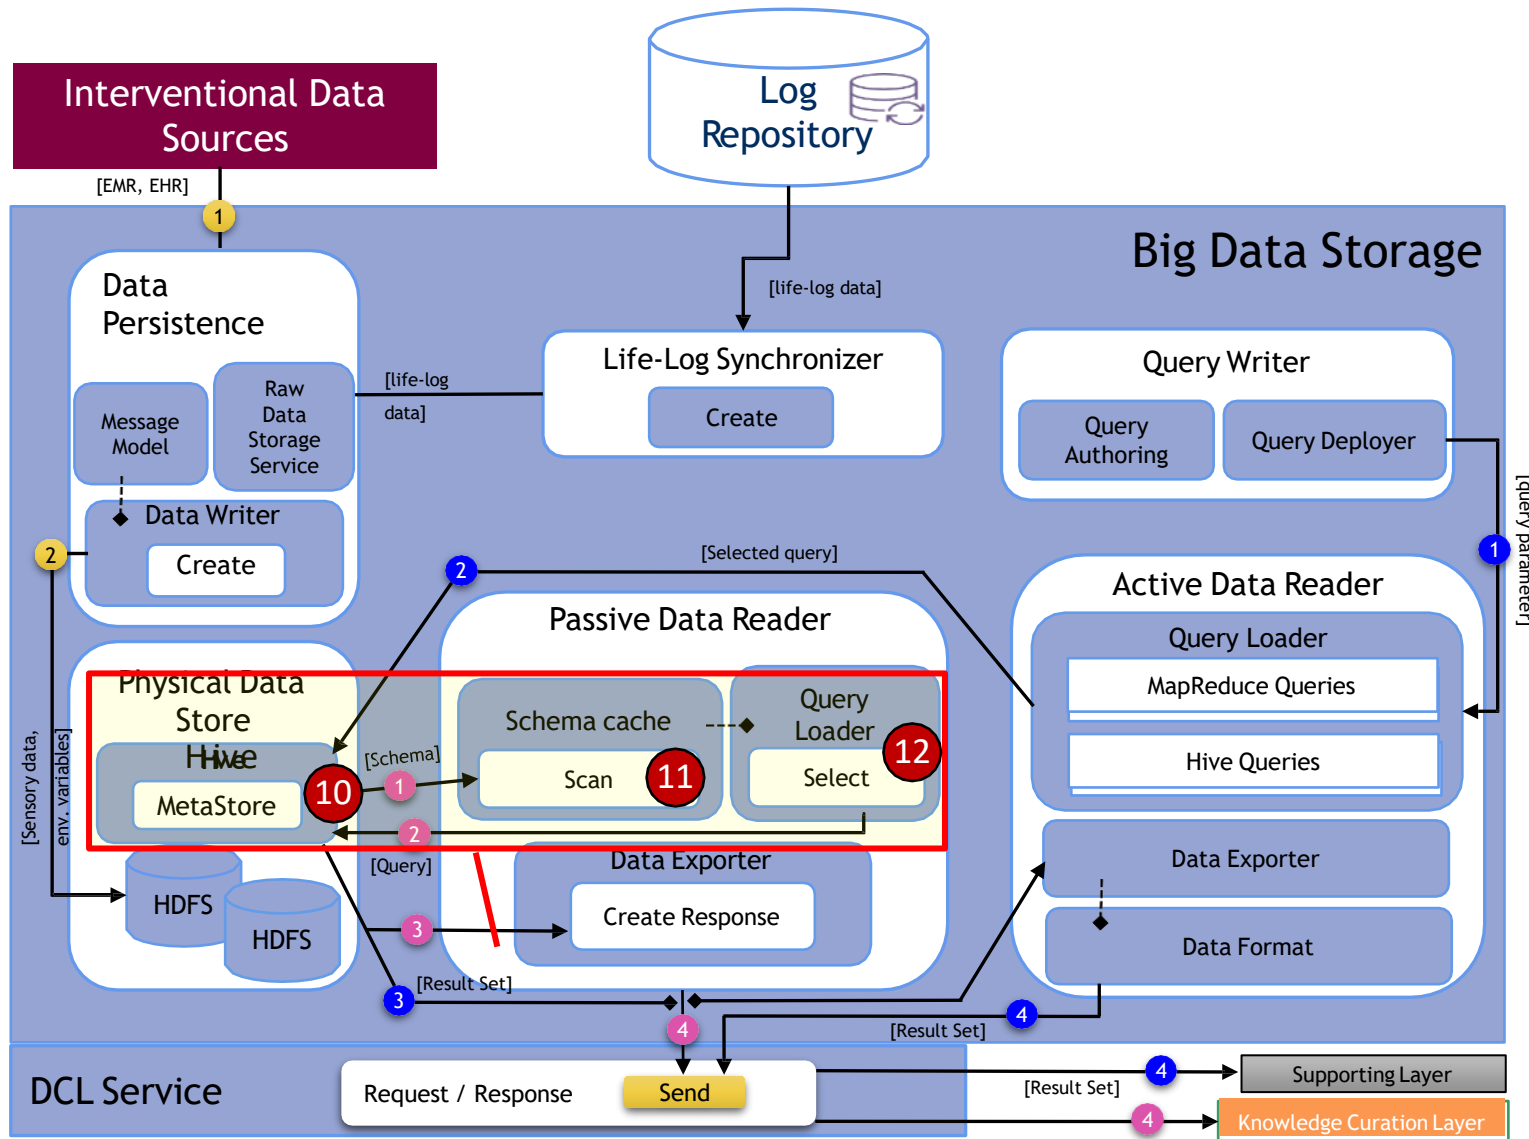 Interventional Data
Sources
Log
Repository
[EMR, EHR]
1
Big Data Storage
Data
Persistence
[life-log data]
Life-Log Synchronizer
Create
Query Writer
Query
Authoring
Query Deployer
[life-log
data]
Message
Model
Raw
Data
Storage
Service
Data Writer
Create
2
[Sensory data,
env. variables]
[query parameter]
1
[Selected query]
2
Active Data Reader
Query Loader
MapReduce Queries
Hive Queries
Data Exporter
Data Format
Passive Data Reader
Schema cache
Scan
11
Query
Loader
Select
12
Physical Data
Store
Hive
MetaStore
10
[Schema]
1
2
[Query]
HDFS
HDFS
Data Exporter
Create Response
3
3
[Result Set]
4
[Result Set]
4
DCL Service
Request / Response
Send
[Result Set]
4
Supporting Layer
4
Knowledge Curation Layer